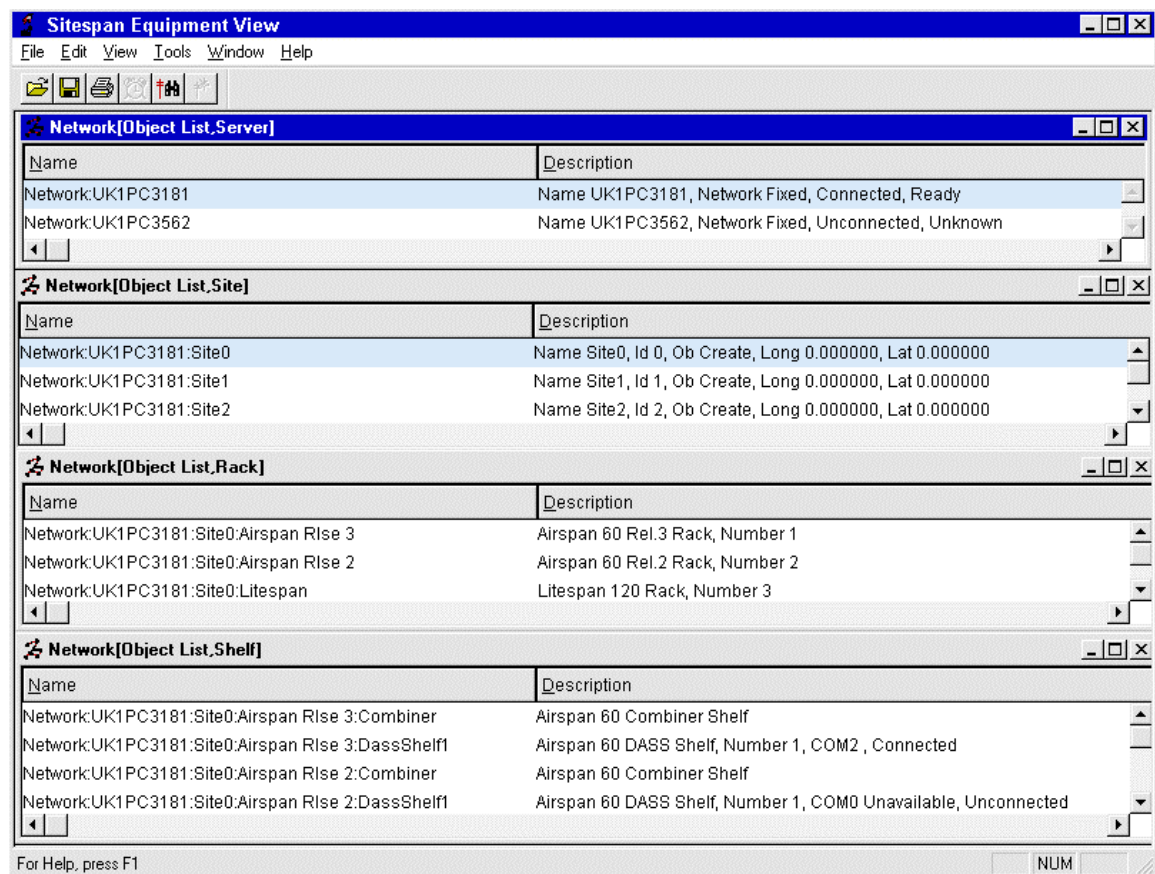 Sitespan Equipment View
File Edit View Tools Window Help
Network[Object List,Server]
Name Description
Network:UK1PC3181 Name UK1PC3181, Network Fixed, Connected, Ready
Network:UK1PC3562 Name UK1PC3562, Network Fixed, Unconnected, Unknown
Network[Object List,Site]
Name Description
Network:UK1PC3181:Site0 Name Site0, Id 0, Ob Create, Long 0.000000, Lat 0.000000
Network:UK1PC3181:Site1 Name Site1, Id 1, Ob Create, Long 0.000000, Lat 0.000000
Network:UK1PC3181:Site2 Name Site2, Id 2, Ob Create, Long 0.000000, Lat 0.000000
Network[Object List,Rack]
Name Description
Network:UK1PC3181:Site0:Airspan Rlse 3 Airspan 60 Rel.3 Rack, Number 1
Network:UK1PC3181:Site0:Airspan Rlse 2 Airspan 60 Rel.2 Rack, Number 2
Network:UK1PC3181:Site0:Litespan Litespan 120 Rack, Number 3
Network[Object List,Shelf]
Name Description
Network:UK1PC3181:Site0:Airspan Rlse 3:Combiner Airspan 60 Combiner Shelf
Network:UK1PC3181:Site0:Airspan Rlse 3:DassShelf1 Airspan 60 DASS Shelf, Number 1, COM2 , Connected
Network:UK1PC3181:Site0:Airspan Rlse 2:Combiner Airspan 60 Combiner Shelf
Network:UK1PC3181:Site0:Airspan Rlse 2:DassShelf1 Airspan 60 DASS Shelf, Number 1, COM0 Unavailable, Unconnected
For Help, press F1 NUM